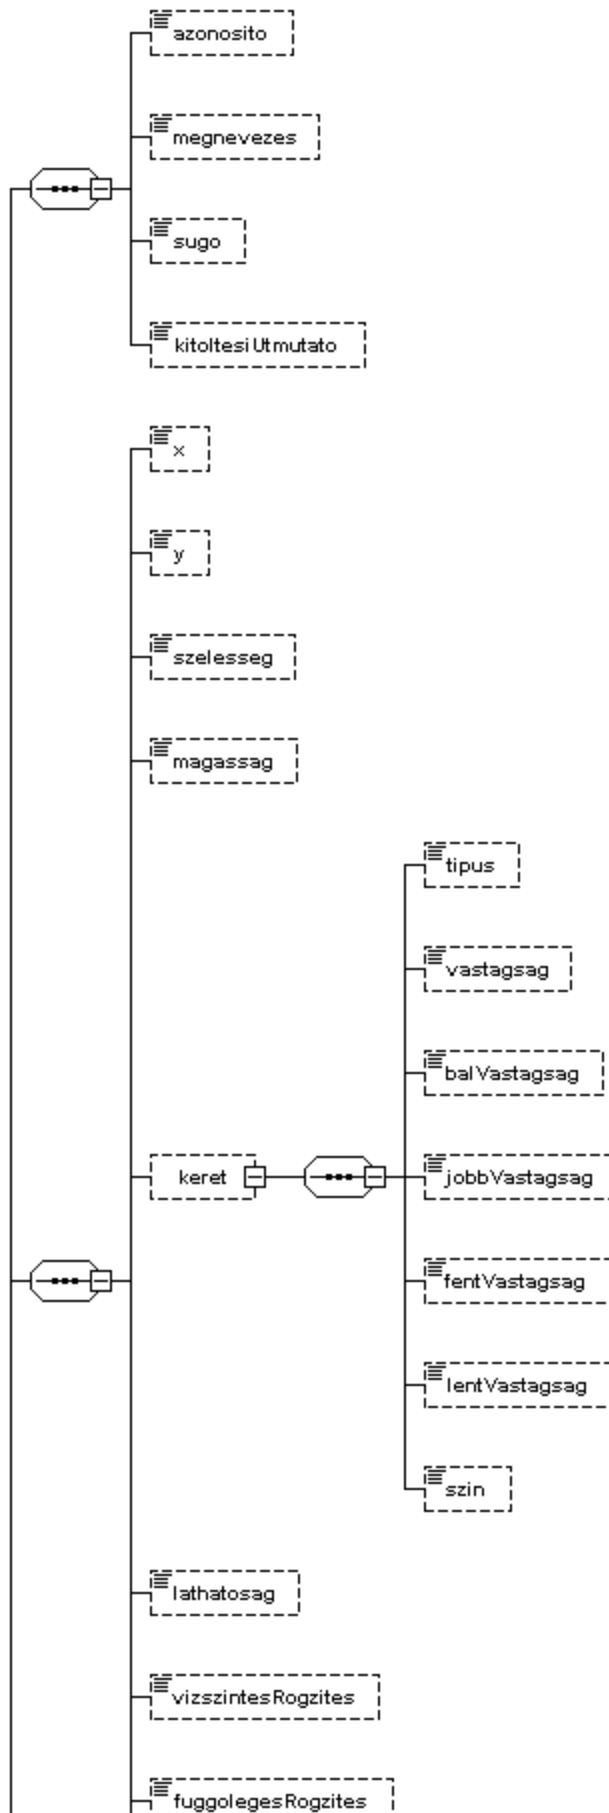 azonosito
megnevezes
sugo
kitoltesiUtmutato
x
y
szelesseg
magassag
tipus
vastagsag
balVastagsag
keret
jobbVastagsag
fentVastagsag
lentVastagsag
szin
lathatosag
vizszintesRogzites
fuggolegesRogzites